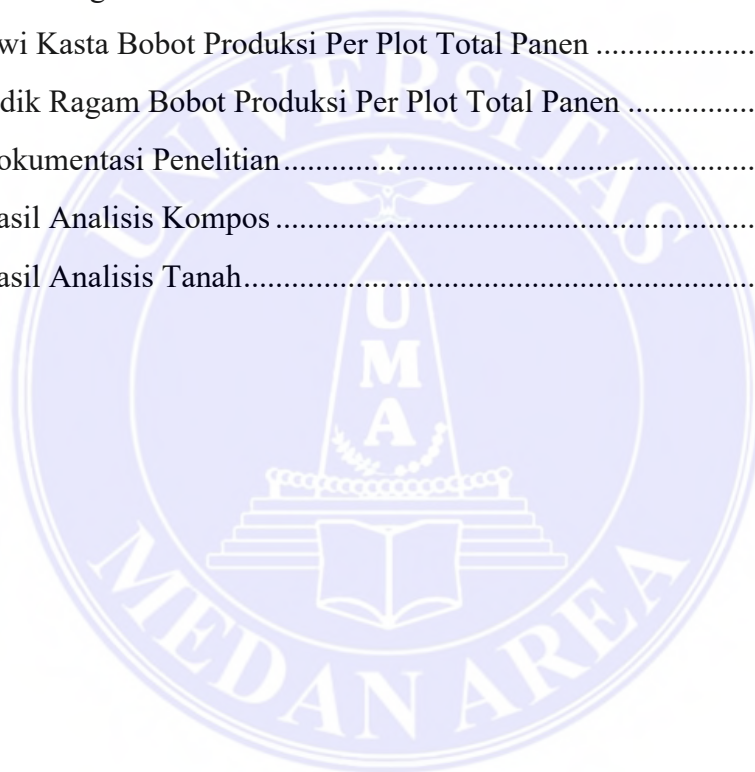 wi Kasta Bobot Produksi Per Plot Total Panen ....................
dik Ragam Bobot Produksi Per Plot Total Panen ................
okumentasi Penelitian...........................................................
asil Analisis Kompos ............................................................
asil Analisis Tanah................................................................
UNIVERSITAS
UMA
MEDAN AREA